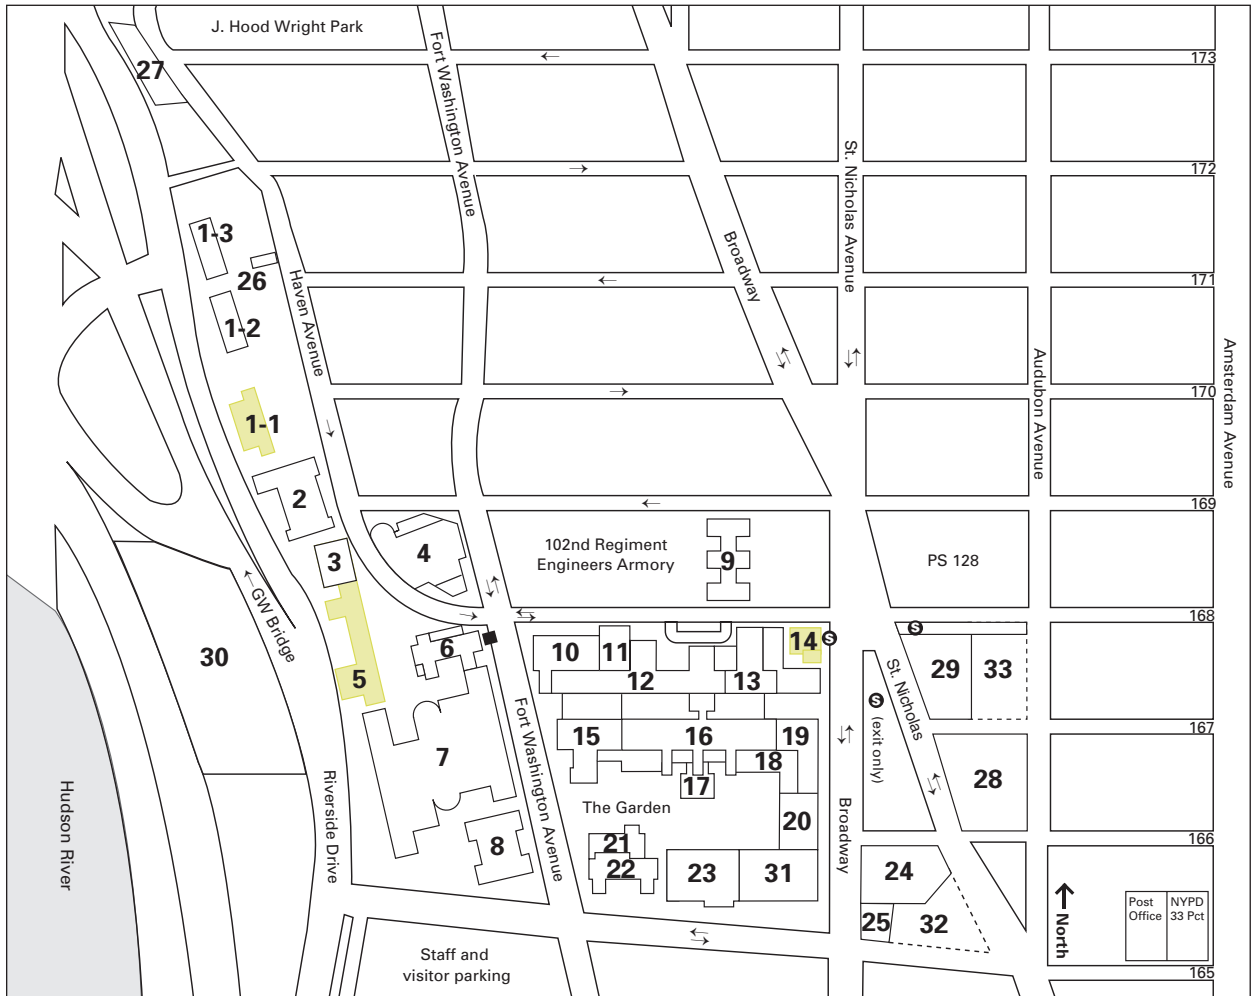 J. Hood Wright Park
Fort Washington Avenue
173
27
St. Nicholas Avenue
172
1-3
Broadway
26
Haven Avenue
171
1-2
Audubon Avenue
Amsterdam Avenue
170
1-1
2
169
102nd Regiment
Engineers Armory
4
3
9
PS 128
GW Bridge
168
S
S
14
10
11
6
30
5
12
13
29
33
St. Nicholas
S
(exit only)
Fort Washington Avenue
167
15
16
19
7
18
17
28
Hudson River
Riverside Drive
The Garden
Broadway
20
8
21
22
166
23
31
24
25
32
North
Post
Office
NYPD
33 Pct
Staff and
visitor parking
165